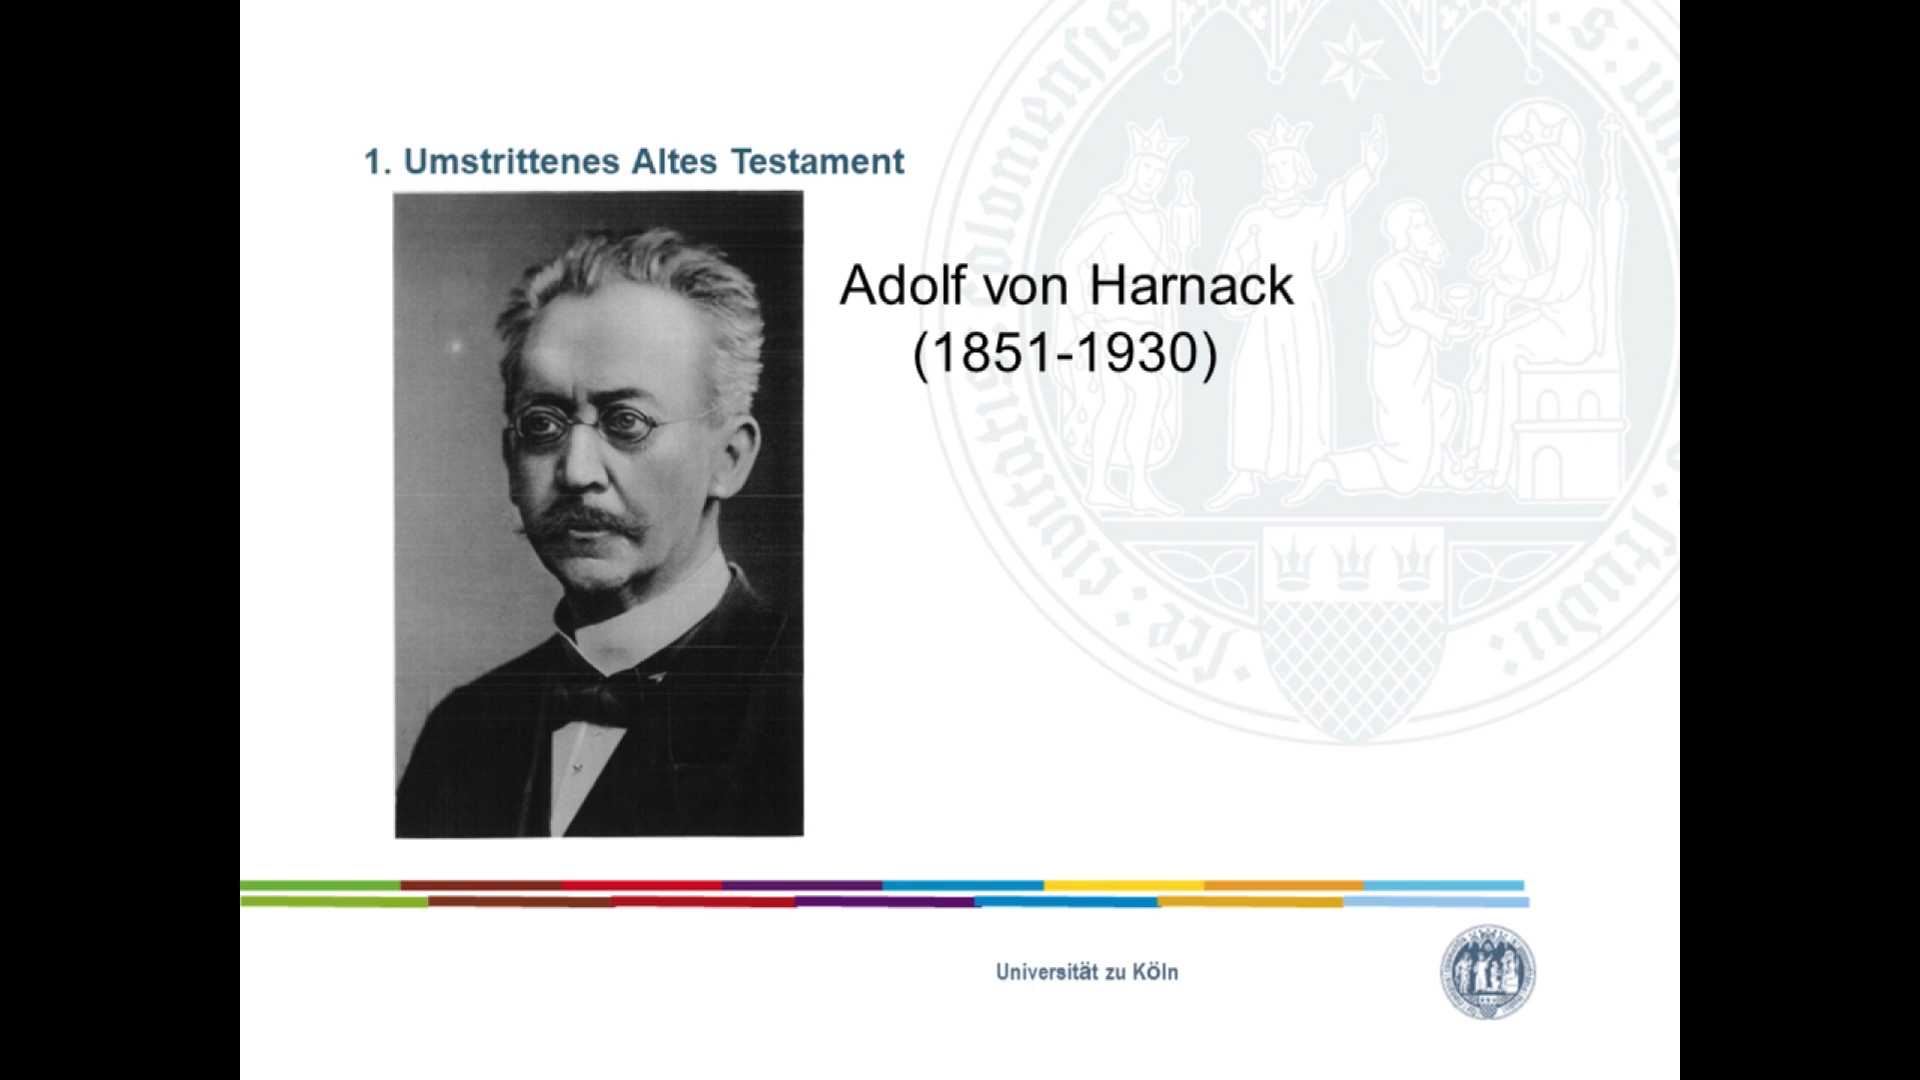 1. Umstrittenes Altes Testament
Adolf von Harnack
(1851-1930)
Universität zu Köln